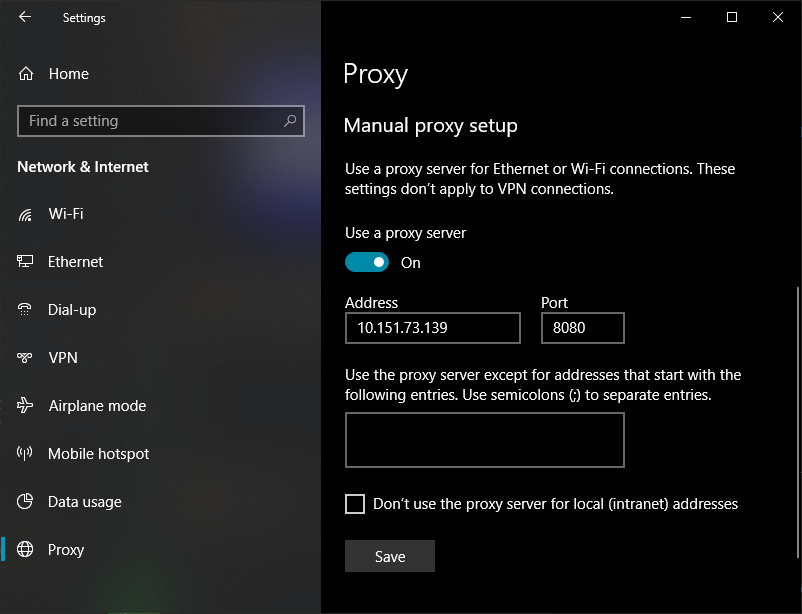 Settings
Home
Find a setting
Network & Internet
Wi-Fi
Ethernet
Dial-up
VPN
Airplane mode
Mobile hotspot
Data usage
Proxy
Proxy
Manual proxy setup
Use a proxy server for Ethernet or Wi-Fi connections. These
settings don't apply to VPN connections.
Use a proxy server
On
Address Port
10.151.73.139 8080
Use the proxy server except for addresses that start with the
following entries. Use semicolons (;) to separate entries.
Don't use the proxy server for local (intranet) addresses
Save